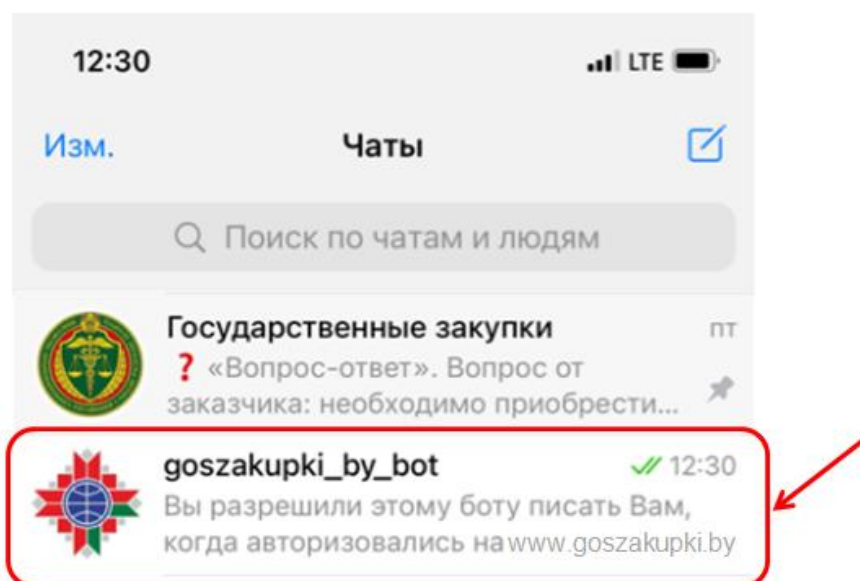 12:30 LTE
Изм. Чаты
Поиск по чатам и людям
Государственные закупки пт
❓ «Вопрос-ответ». Вопрос от
заказчика: необходимо приобрести...
goszakupki_by_bot 12:30
Вы разрешили этому боту писать Вам,
когда авторизовались на www.goszakupki.by